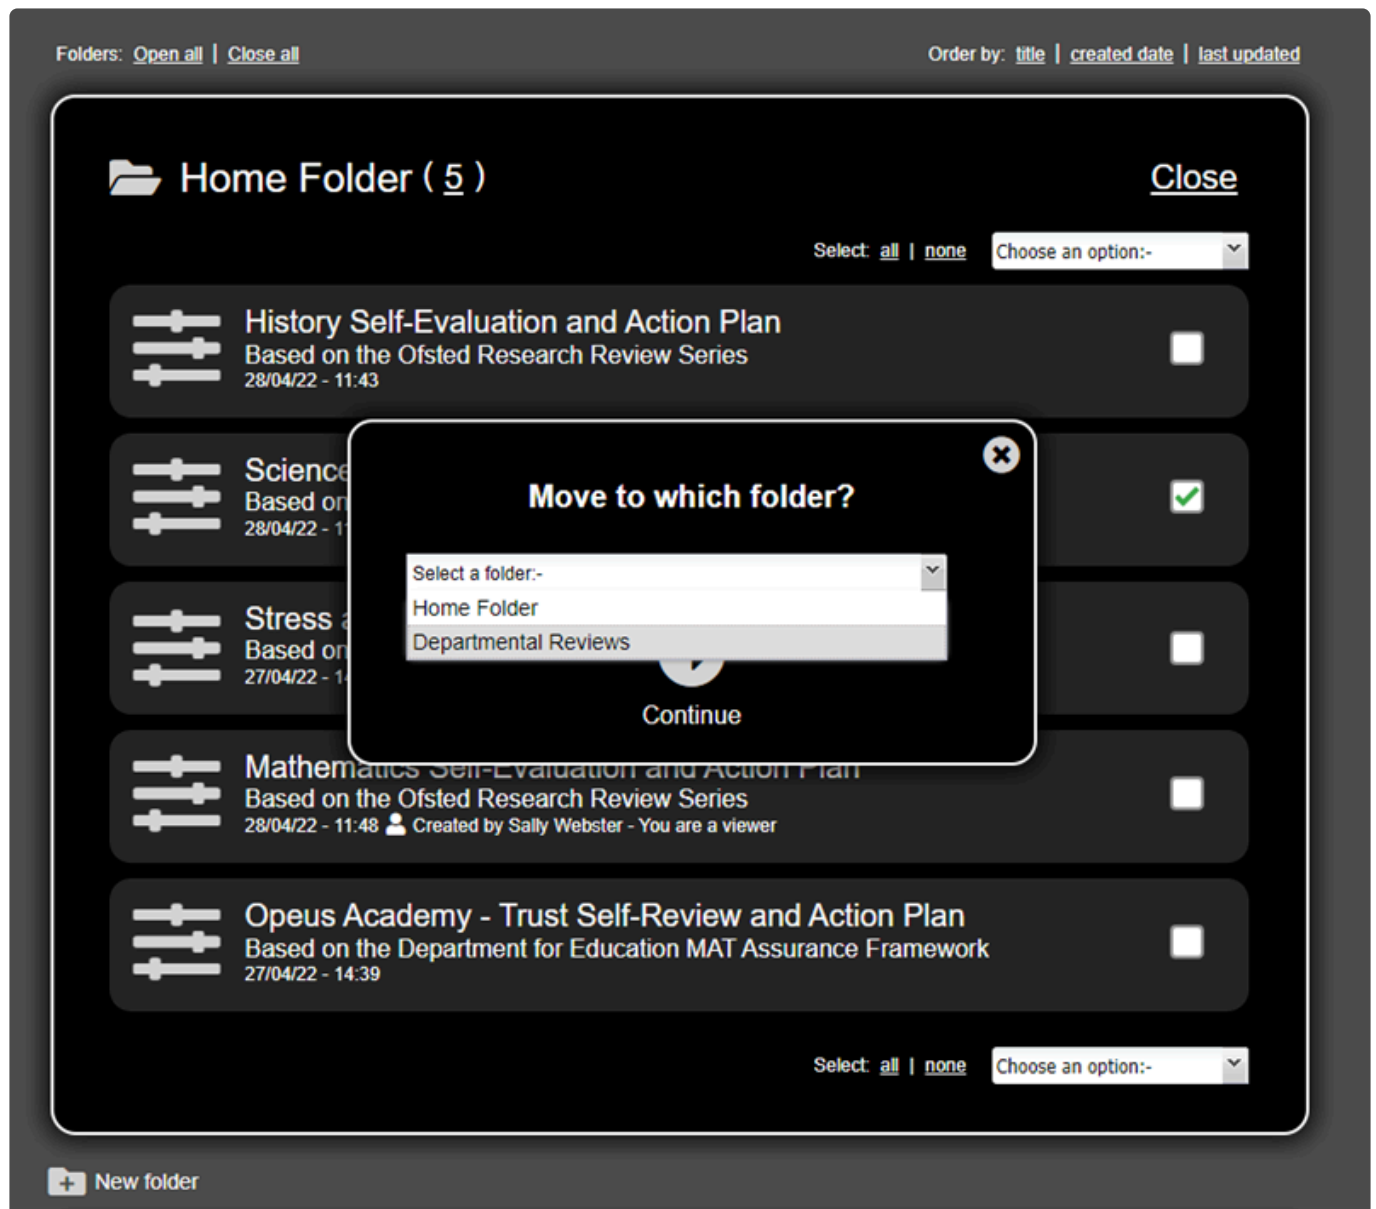 Folders: Open all | Close all
Order by: title | created date | last updated
Home Folder ( 5 )
Close
Select: all | none
Choose an option:-
History Self-Evaluation and Action Plan
Based on the Ofsted Research Review Series
28/04/22 - 11:43
Science
Based on
28/04/22 - 1
Move to which folder?
Select a folder:-
Home Folder
Departmental Reviews
Continue
Stress
Based on
27/04/22 - 1
Mathematics Self-Evaluation and Action Plan
Based on the Ofsted Research Review Series
28/04/22 - 11:48 Created by Sally Webster - You are a viewer
Opeus Academy - Trust Self-Review and Action Plan
Based on the Department for Education MAT Assurance Framework
27/04/22 - 14:39
Select: all | none
Choose an option:-
New folder